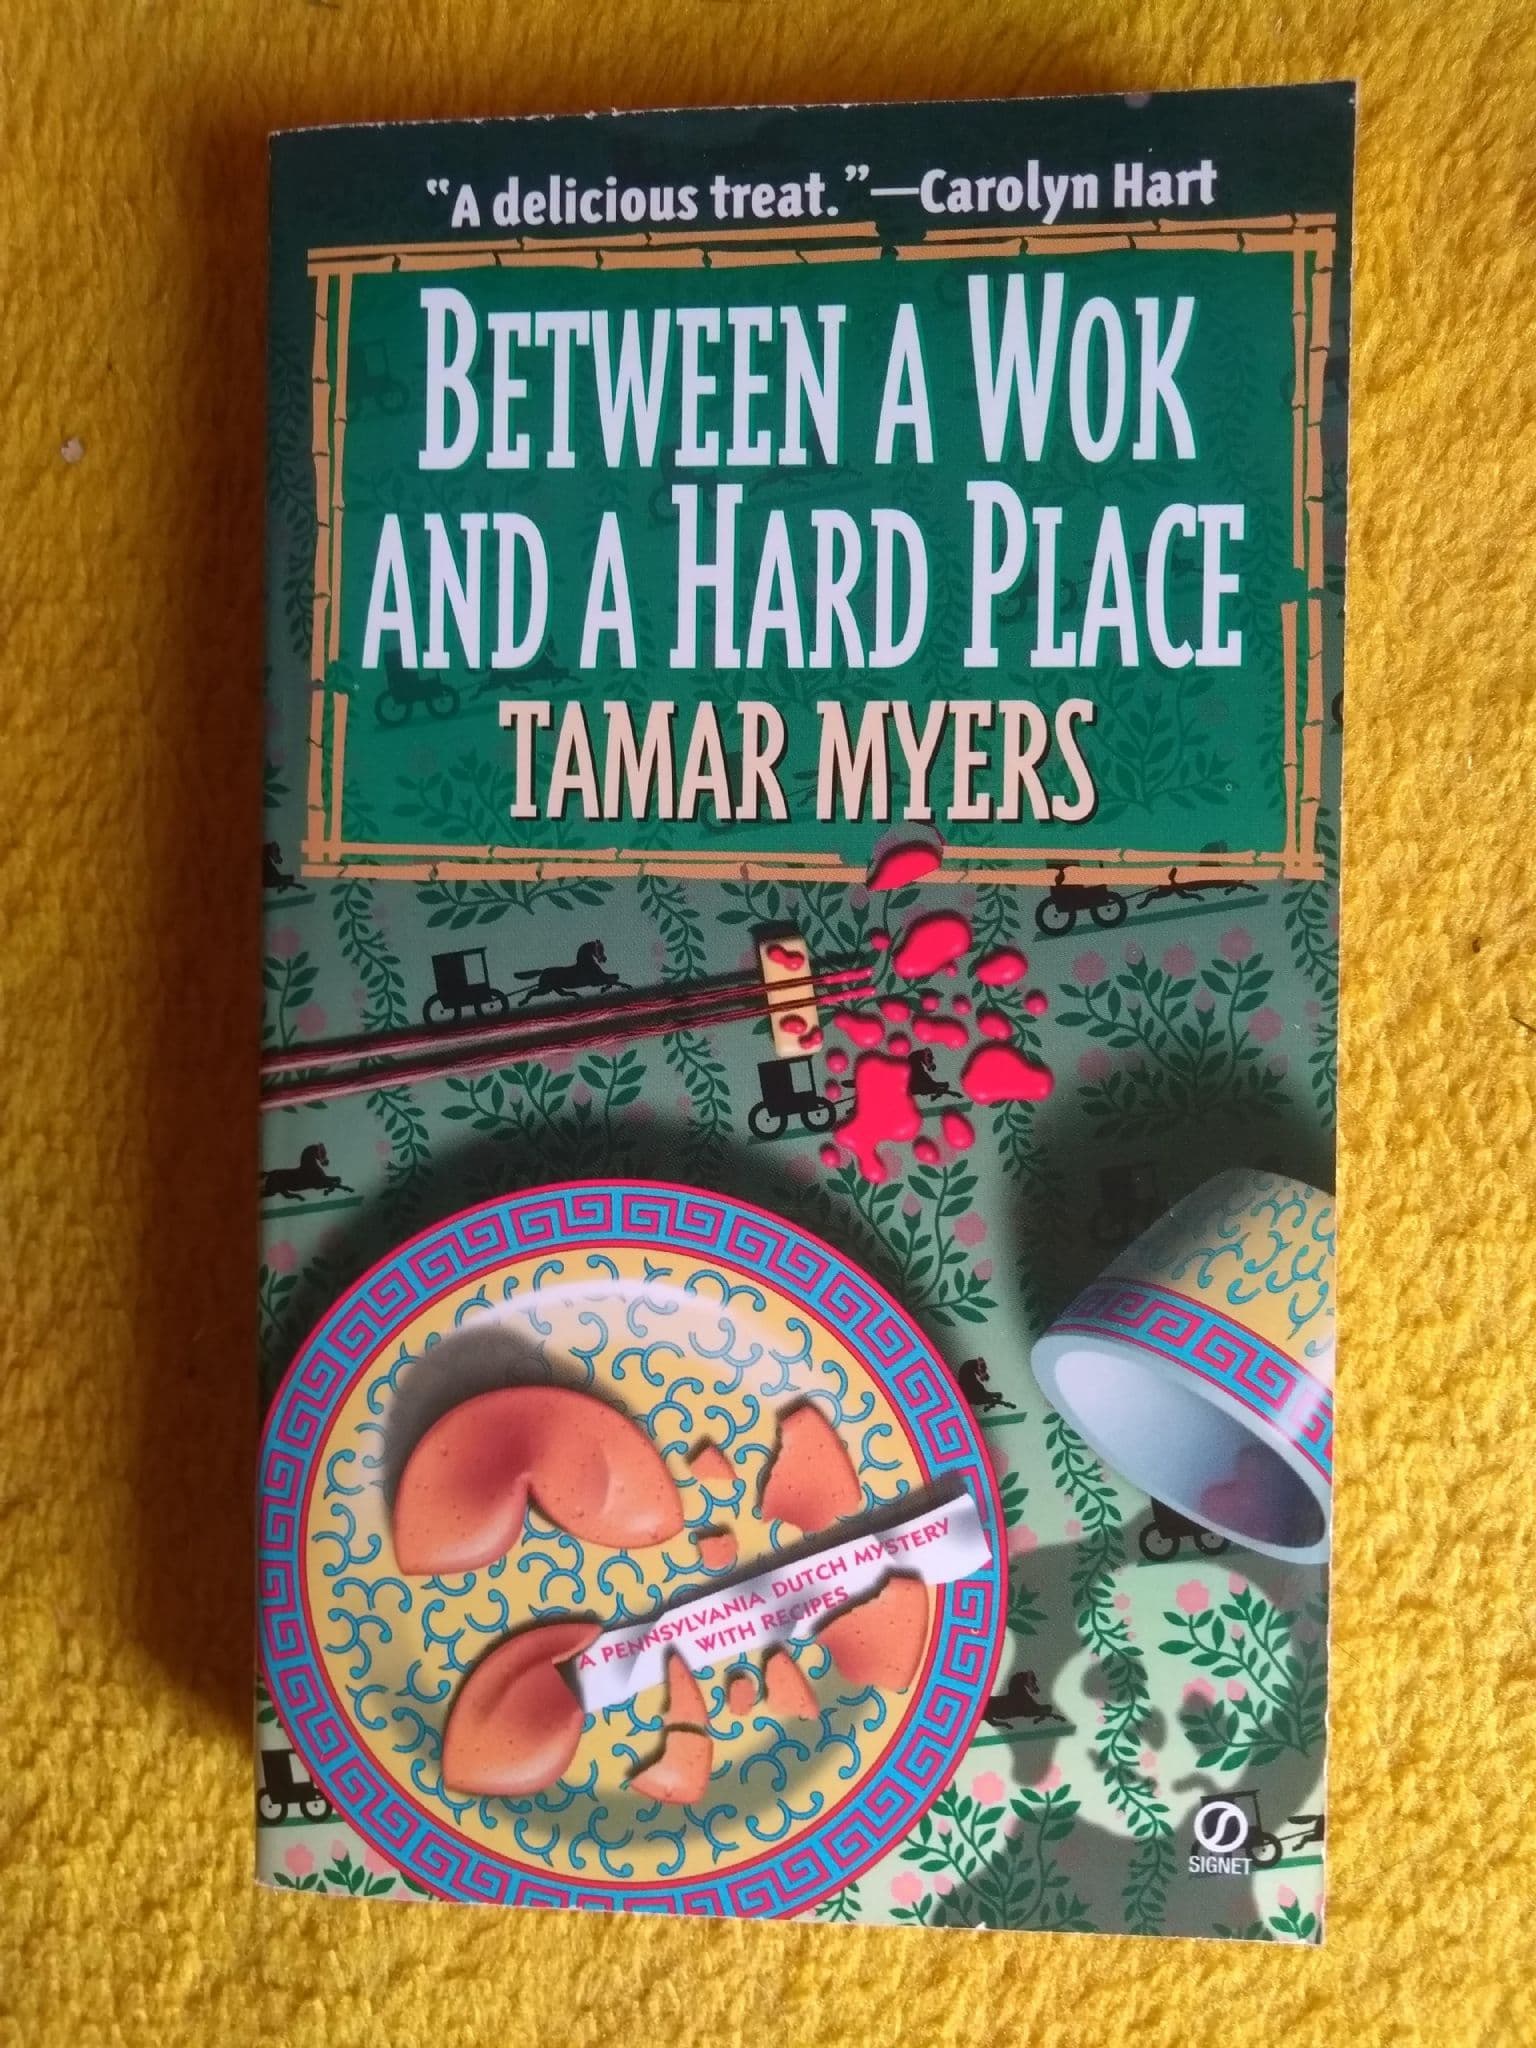 "A delicious treat."—Carolyn Hart
BETWEEN A WOK
AND A HARD PLACE
TAMAR MYERS
A PENNSYLVANIA DUTCH MYSTERY
WITH RECIPES
SIGNET